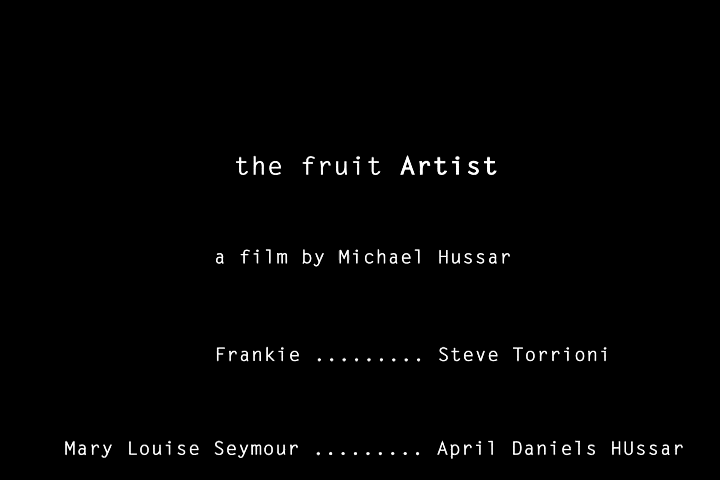 the fruit Artist
a film by Michael Hussar
Frankie ......... Steve Torrioni
Mary Louise Seymour ......... April Daniels HUssar